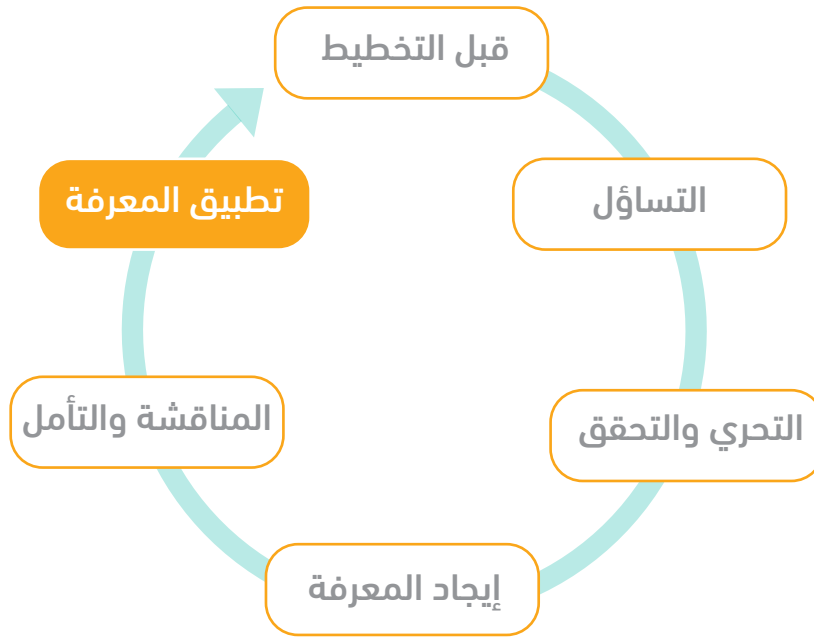 قبل التخطيط
التساؤل
التحري والتحقق
إيجاد المعرفة
المناقشة والتأمل
تطبيق المعرفة